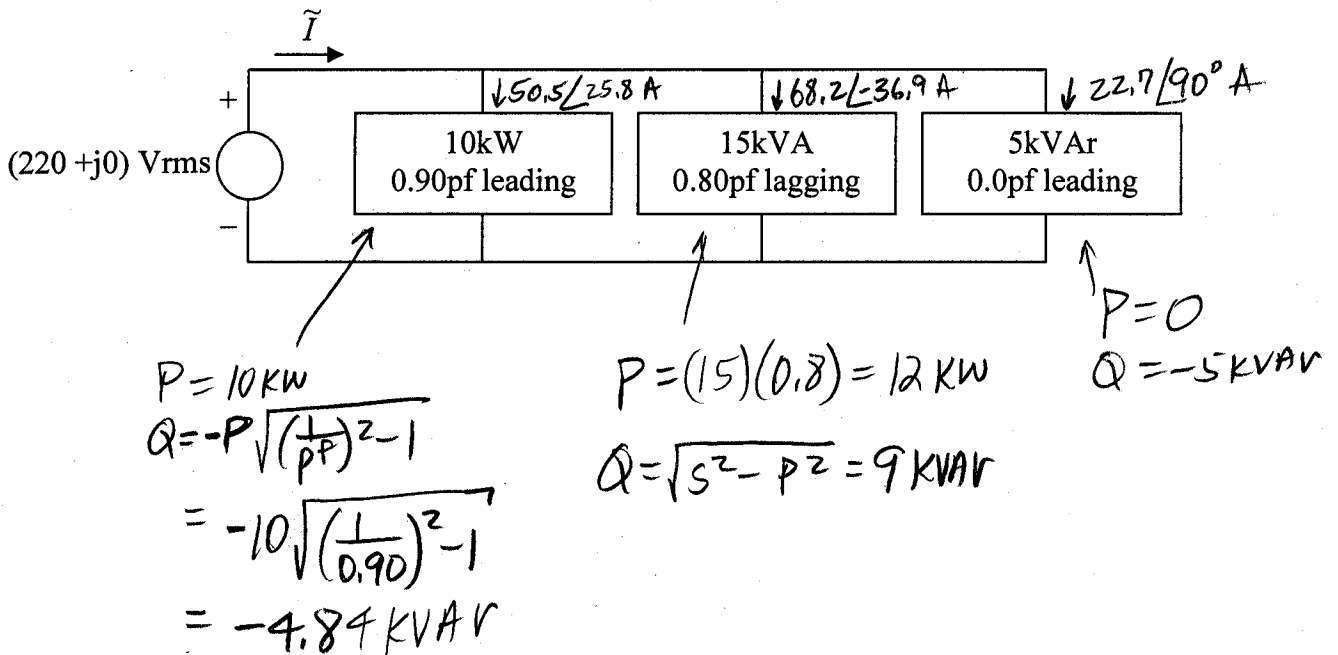 Ĩ
↓50.5∠25.8 A
↓68.2∠-36.9 A
↓ 22.7∠90° A
+
(220 +j0) Vrms
−
10kW
0.90pf leading
15kVA
0.80pf lagging
5kVAr
0.0pf leading
P = 10 KW
Q = -P√((1/pf)² - 1)
= -10√((1/0.90)² - 1)
= -4.84 KVAr
P = (15)(0.8) = 12 KW
Q = √(S² - P²) = 9 KVAr
P = 0
Q = -5 KVAr